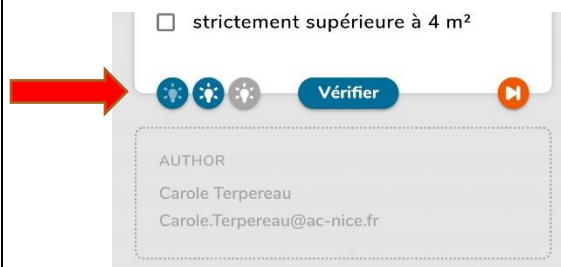 strictement supérieure à 4 m²
Vérifier
AUTHOR
Carole Terpereau
Carole.Terpereau@ac-nice.fr